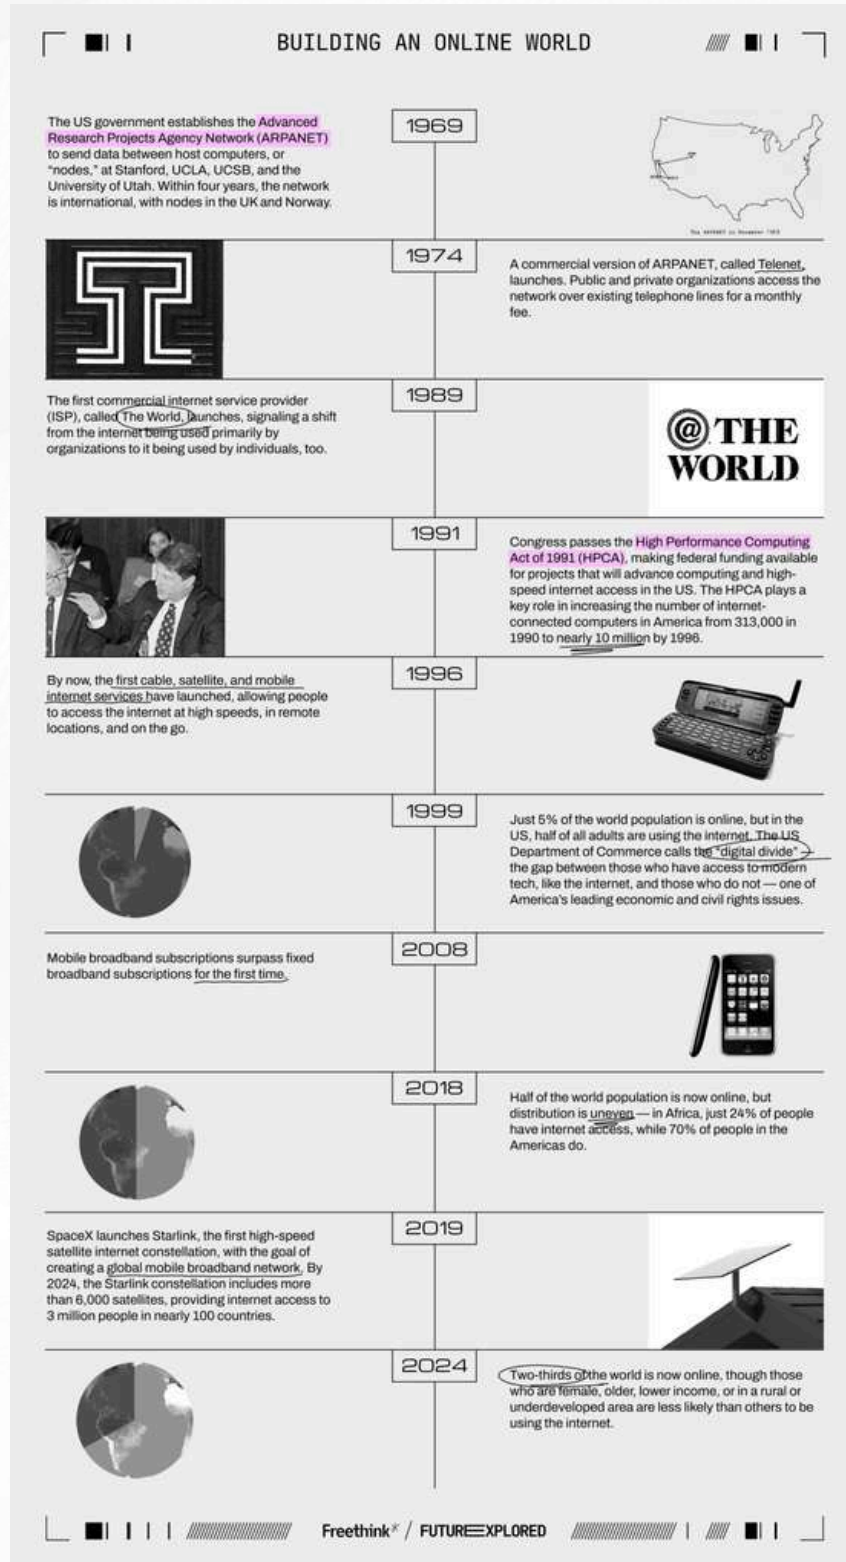 BUILDING AN ONLINE WORLD
1969
The US government establishes the Advanced
Research Projects Agency Network (ARPANET)
to send data between host computers, or
“nodes,” at Stanford, UCLA, UCSB, and the
University of Utah. Within four years, the network
is international, with nodes in the UK and Norway.
The ARPANET in December 1969
1974
A commercial version of ARPANET, called Telenet,
launches. Public and private organizations access the
network over existing telephone lines for a monthly
fee.
1989
The first commercial internet service provider
(ISP), called The World, launches, signaling a shift
from the internet being used primarily by
organizations to it being used by individuals, too.
@ THE
WORLD
1991
Congress passes the High Performance Computing
Act of 1991 (HPCA), making federal funding available
for projects that will advance computing and high-
speed internet access in the US. The HPCA plays a
key role in increasing the number of internet-
connected computers in America from 313,000 in
1990 to nearly 10 million by 1996.
1996
By now, the first cable, satellite, and mobile
internet services have launched, allowing people
to access the internet at high speeds, in remote
locations, and on the go.
1999
Just 5% of the world population is online, but in the
US, half of all adults are using the internet. The US
Department of Commerce calls the “digital divide” —
the gap between those who have access to modern
tech, like the internet, and those who do not — one of
America’s leading economic and civil rights issues.
2008
Mobile broadband subscriptions surpass fixed
broadband subscriptions for the first time.
2018
Half of the world population is now online, but
distribution is uneven — in Africa, just 24% of people
have internet access, while 70% of people in the
Americas do.
2019
SpaceX launches Starlink, the first high-speed
satellite internet constellation, with the goal of
creating a global mobile broadband network. By
2024, the Starlink constellation includes more
than 6,000 satellites, providing internet access to
3 million people in nearly 100 countries.
2024
Two-thirds of the world is now online, though those
who are female, older, lower income, or in a rural or
underdeveloped area are less likely than others to be
using the internet.
Freethink* / FUTUREEXPLORED